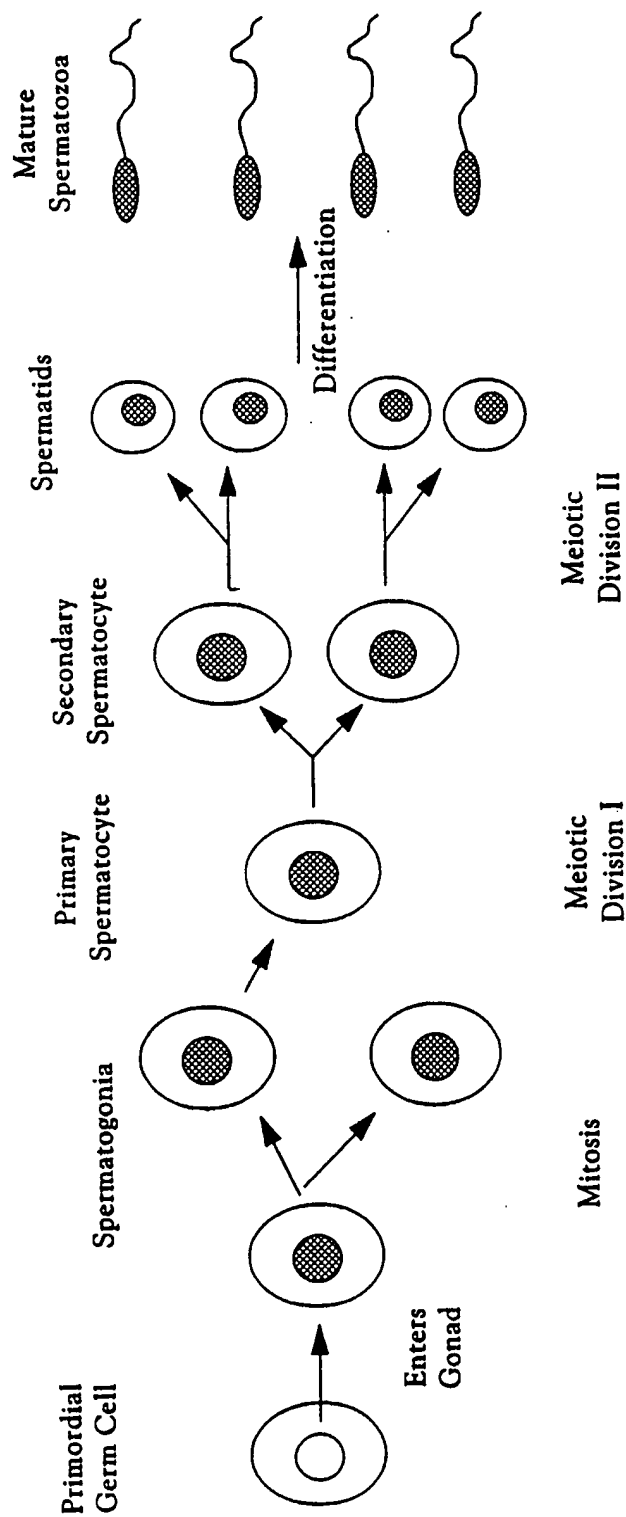 Primordial
Germ Cell
Enters
Gonad
Spermatogonia
Mitosis
Primary
Spermatocyte
Meiotic
Division I
Secondary
Spermatocyte
Meiotic
Division II
Spermatids
Differentiation
Mature
Spermatozoa